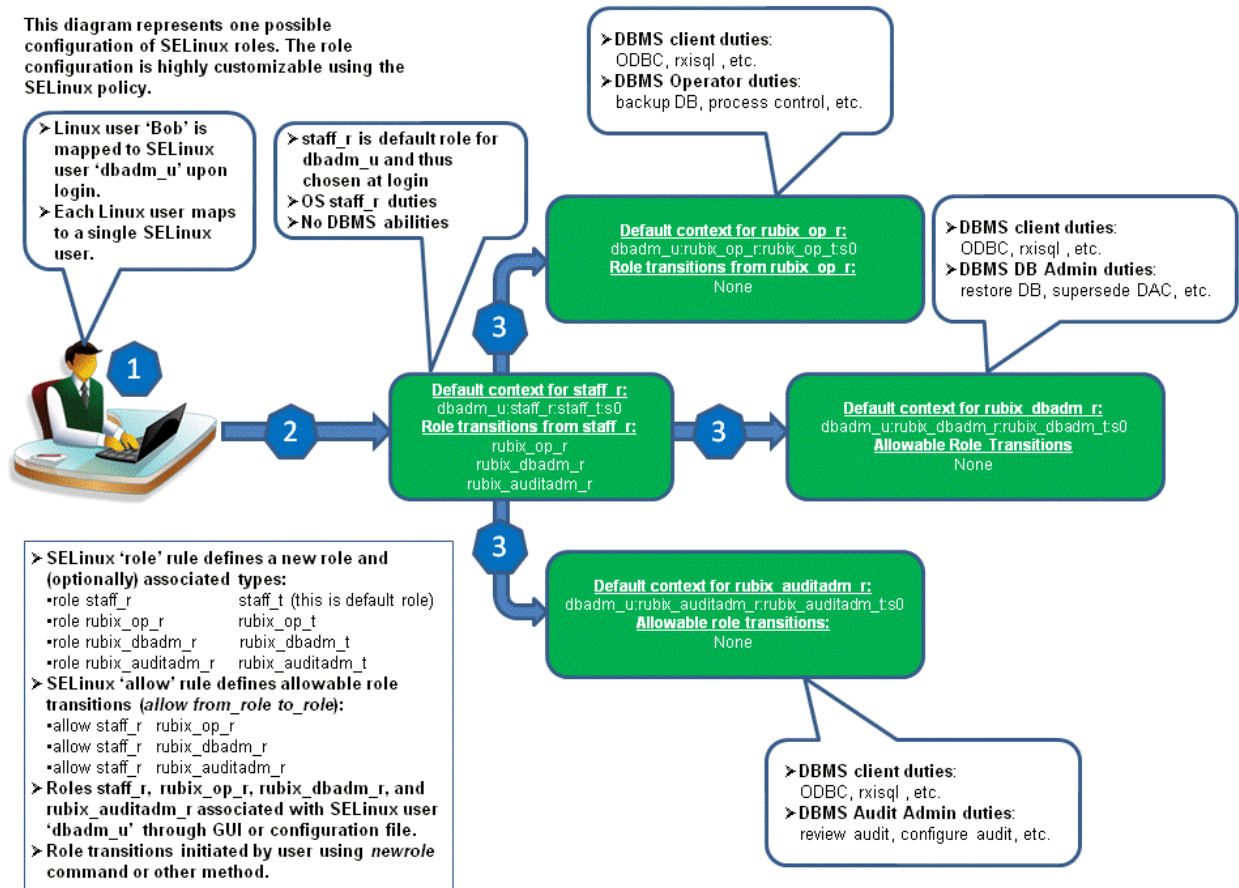 This diagram represents one possible
configuration of SELinux roles. The role
configuration is highly customizable using the
SELinux policy.
➢ Linux user ‘Bob’ is
mapped to SELinux
user ‘dbadm_u’ upon
login.
➢ Each Linux user maps
to a single SELinux
user.
➢ staff_r is default role for
dbadm_u and thus
chosen at login
➢ OS staff_r duties
➢ No DBMS abilities
➢ DBMS client duties:
ODBC, rxisql , etc.
➢ DBMS Operator duties:
backup DB, process control, etc.
Default context for rubix_op_r:
dbadm_u:rubix_op_r:rubix_op_t:s0
Role transitions from rubix_op_r:
None
➢ DBMS client duties:
ODBC, rxisql , etc.
➢ DBMS DB Admin duties:
restore DB, supersede DAC, etc.
1
2
3
3
3
Default context for staff_r:
dbadm_u:staff_r:staff_t:s0
Role transitions from staff_r:
rubix_op_r
rubix_dbadm_r
rubix_auditadm_r
Default context for rubix_dbadm_r:
dbadm_u:rubix_dbadm_r:rubix_dbadm_t:s0
Allowable Role Transitions
None
Default context for rubix_auditadm_r:
dbadm_u:rubix_auditadm_r:rubix_auditadm_t:s0
Allowable role transitions:
None
➢ DBMS client duties:
ODBC, rxisql , etc.
➢ DBMS Audit Admin duties:
review audit, configure audit, etc.
➢ SELinux ‘role’ rule defines a new role and
(optionally) associated types:
▪role staff_r staff_t (this is default role)
▪role rubix_op_r rubix_op_t
▪role rubix_dbadm_r rubix_dbadm_t
▪role rubix_auditadm_r rubix_auditadm_t
➢ SELinux ‘allow’ rule defines allowable role
transitions (allow from_role to_role):
▪allow staff_r rubix_op_r
▪allow staff_r rubix_dbadm_r
▪allow staff_r rubix_auditadm_r
➢ Roles staff_r, rubix_op_r, rubix_dbadm_r, and
rubix_auditadm_r associated with SELinux user
‘dbadm_u’ through GUI or configuration file.
➢ Role transitions initiated by user using newrole
command or other method.